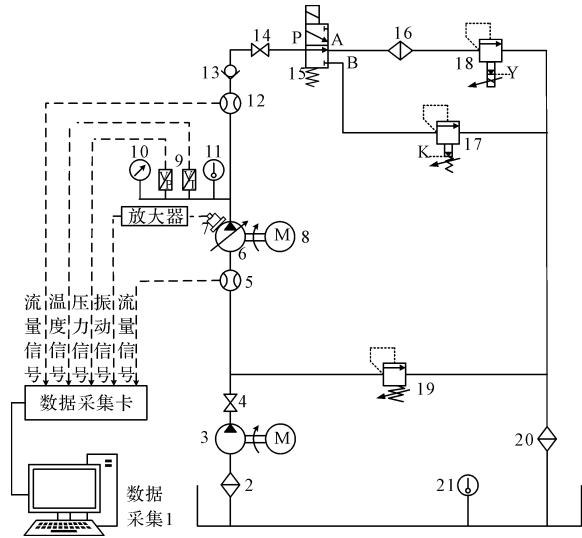 P
A
16
14
15
B
18
Y
13
12
17
K
10
9
11
P
T
放大器
7
M
8
6
5
流量信号
温度信号
压力信号
振动信号
流量信号
19
4
数据采集卡
3
M
20
2
21
数据
采集1